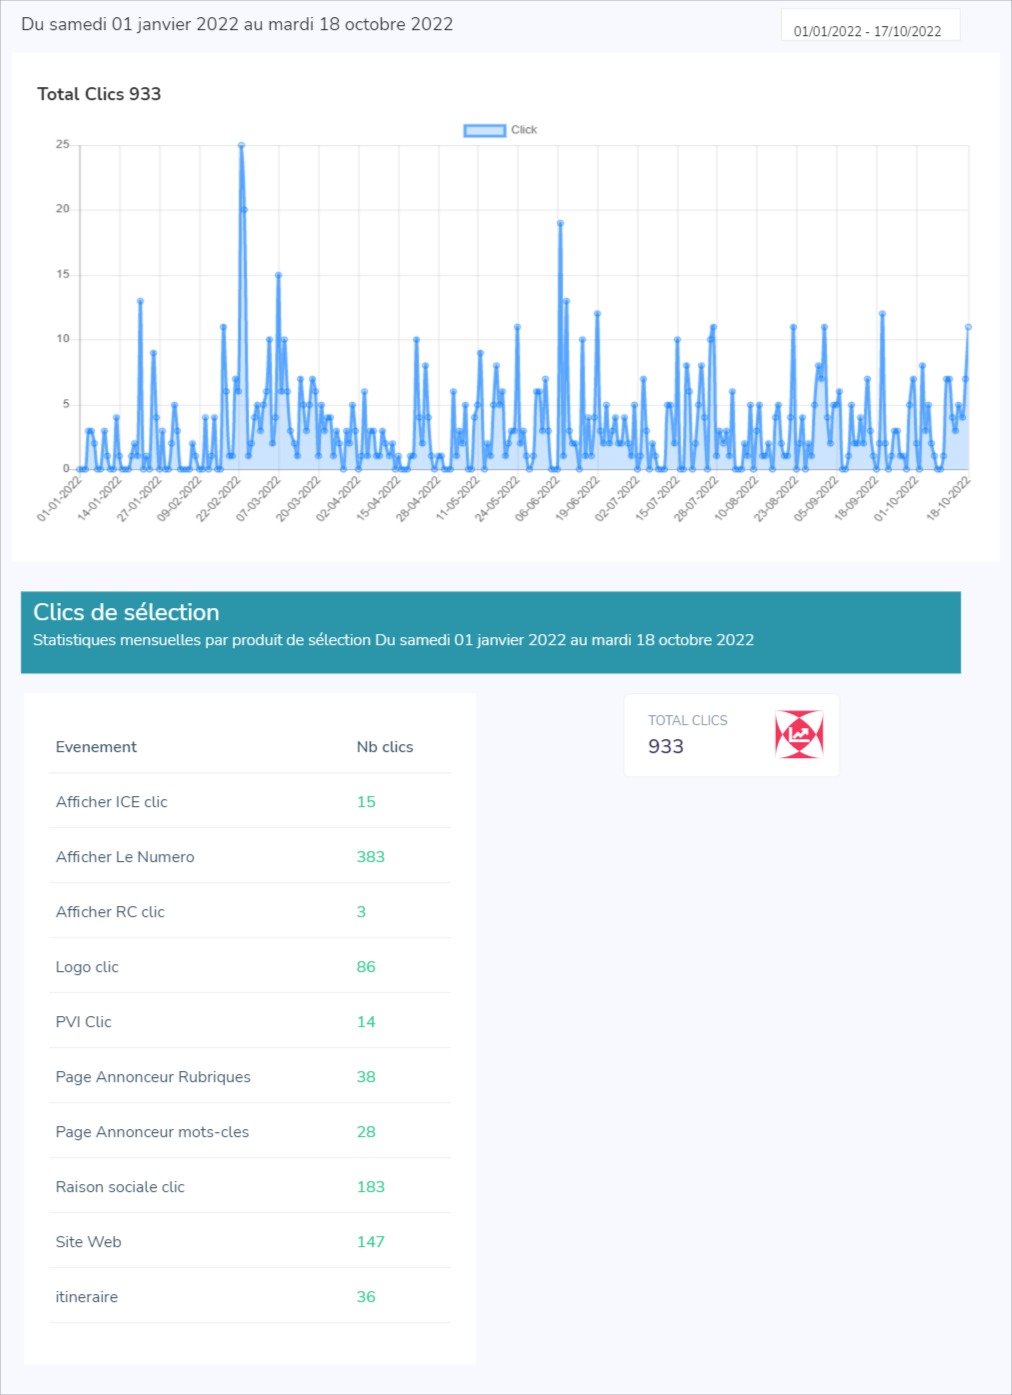 Du samedi 01 janvier 2022 au mardi 18 octobre 2022
01/01/2022 - 17/10/2022
Total Clics 933
Click
25
20
15
10
5
0
01-01-2022
14-01-2022
27-01-2022
09-02-2022
22-02-2022
07-03-2022
20-03-2022
02-04-2022
15-04-2022
28-04-2022
11-05-2022
24-05-2022
06-06-2022
19-06-2022
02-07-2022
15-07-2022
28-07-2022
10-08-2022
23-08-2022
05-09-2022
18-09-2022
01-10-2022
18-10-2022
Clics de sélection
Statistiques mensuelles par produit de sélection Du samedi 01 janvier 2022 au mardi 18 octobre 2022
TOTAL CLICS
933
Evenement Nb clics
Afficher ICE clic 15
Afficher Le Numero 383
Afficher RC clic 3
Logo clic 86
PVI Clic 14
Page Annonceur Rubriques 38
Page Annonceur mots-cles 28
Raison sociale clic 183
Site Web 147
itineraire 36